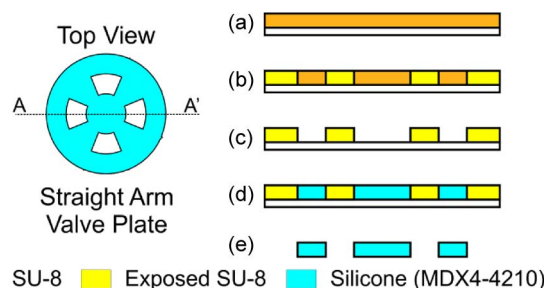 Top View
A
A'
Straight Arm
Valve Plate
(a)
(b)
(c)
(d)
(e)
SU-8 Exposed SU-8 Silicone (MDX4-4210)